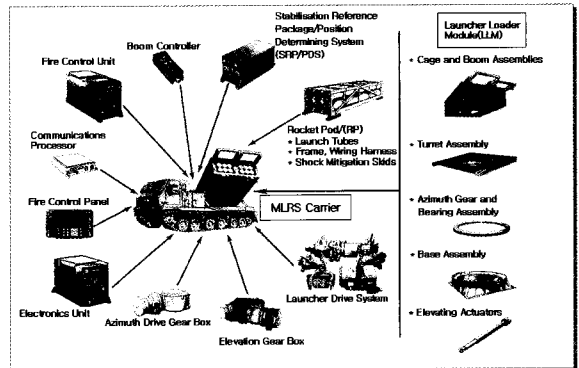 Stabilisation Reference
Package/Position
Determining System
(SRP/PDS)
Boom Controller
Fire Control Unit
Communications
Processor
Fire Control Panel
Electronics Unit
Azimuth Drive Gear Box
Elevation Gear Box
Launcher Drive System
MLRS Carrier
Rocket Pod/(RP)
* Launch Tubes
* Frame, Wiring Harness
* Shock Mitigation Skids
Launcher Loader
Module(LLM)
* Cage and Boom Assemblies
* Turret Assembly
* Azimuth Gear and
Bearing Assembly
* Base Assembly
* Elevating Actuators